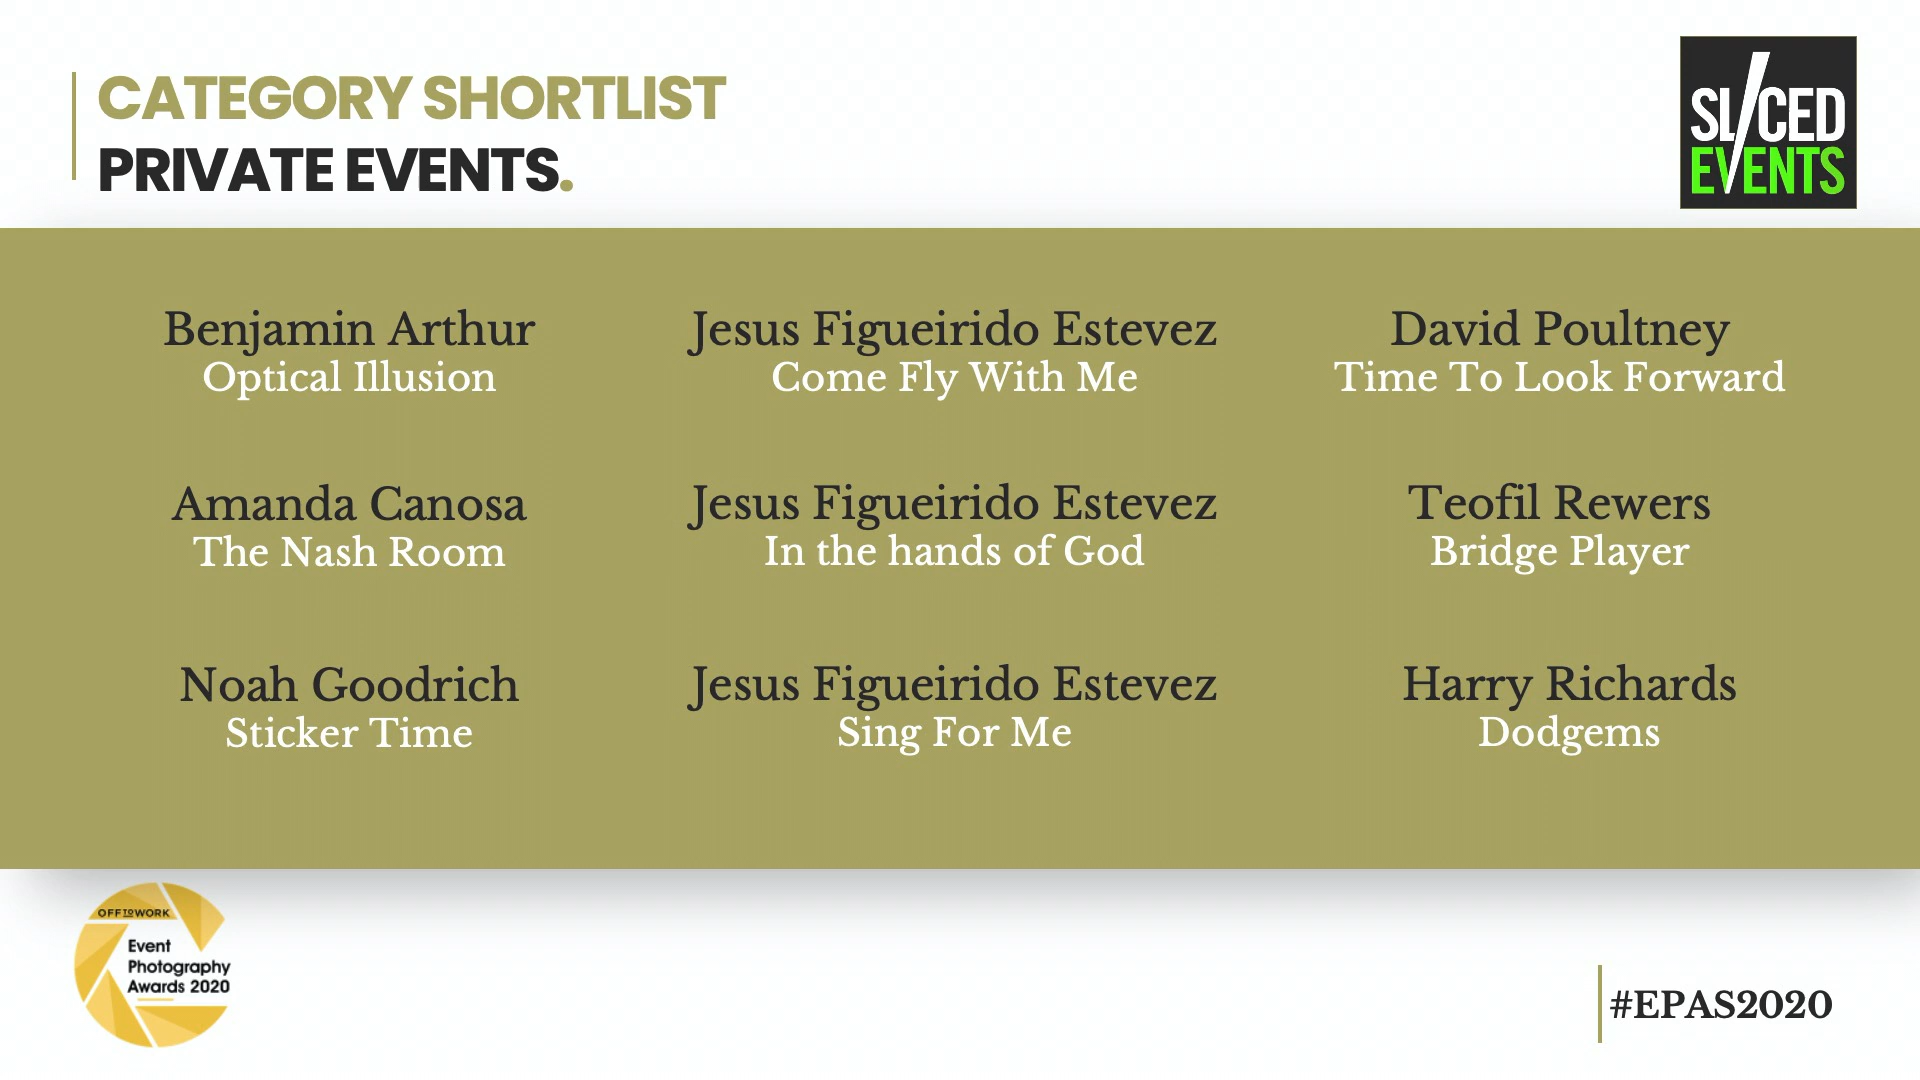 CATEGORY SHORTLIST
PRIVATE EVENTS.
SLICED
EVENTS
Benjamin Arthur
Optical Illusion
Jesus Figueirido Estevez
Come Fly With Me
David Poultney
Time To Look Forward
Amanda Canosa
The Nash Room
Jesus Figueirido Estevez
In the hands of God
Teofil Rewers
Bridge Player
Noah Goodrich
Sticker Time
Jesus Figueirido Estevez
Sing For Me
Harry Richards
Dodgems
OFF TO WORK
Event
Photography
Awards 2020
#EPAS2020